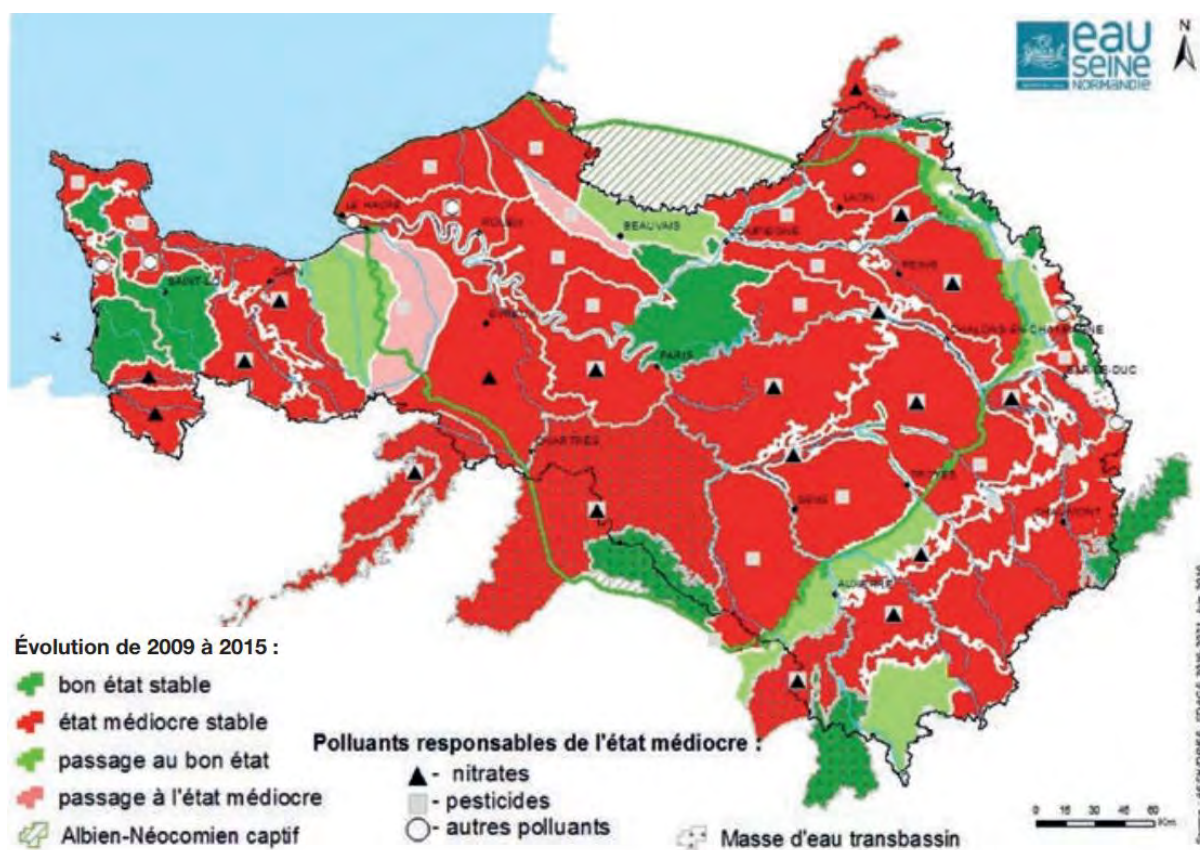 eau
SEINE
NORMANDIE
N
LE HAVRE
ROUEN
BEAUVAIS
COMPIEGNE
LAON
REIMS
SAINT-LO
CAEN
EVREUX
PARIS
CHALONS-EN-CHAMPAGNE
BAR-LE-DUC
CHARTRES
SENS
TROYES
CHAUMONT
AUXERRE
Évolution de 2009 à 2015 :
bon état stable
état médiocre stable
passage au bon état
passage à l'état médiocre
Albien-Néocomien captif
Polluants responsables de l'état médiocre :
- nitrates
- pesticides
- autres polluants
Masse d'eau transbassin
0 15 30 45 60
Km